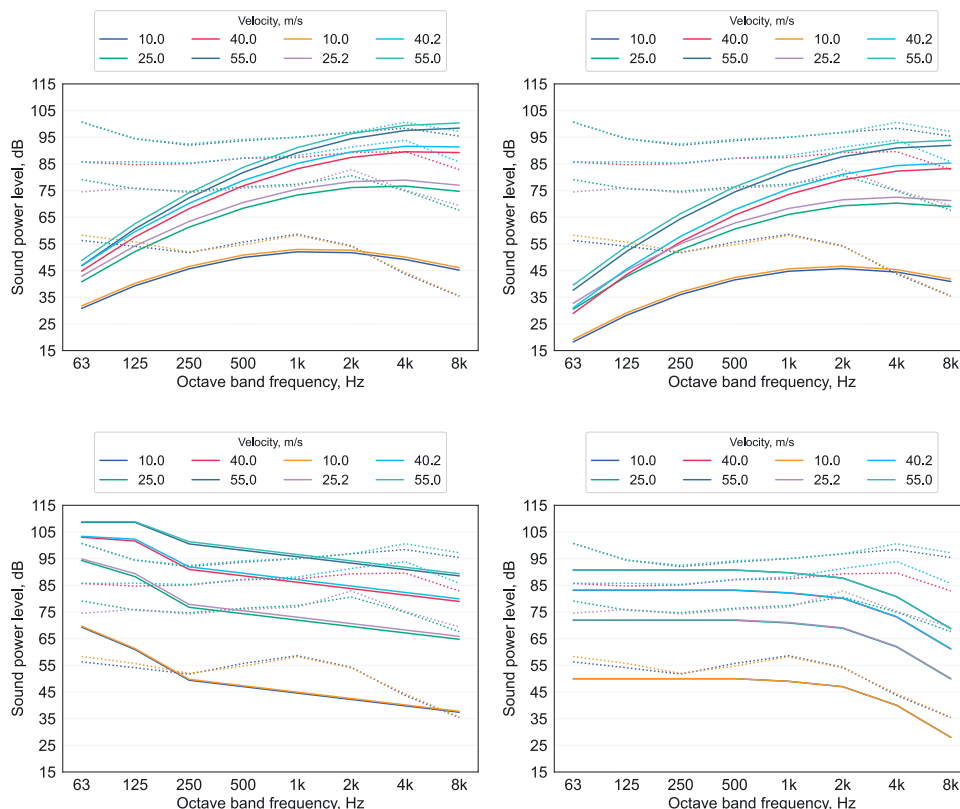 Velocity, m/s Velocity, m/s
10.0 40.0 10.0 40.2 10.0 40.0 10.0 40.2
25.0 55.0 25.2 55.0 25.0 55.0 25.2 55.0
115 115
105 105
95 95
85 85
75 75
65 65
55 55
45 45
35 35
25 25
15 15
Sound power level, dB Sound power level, dB
63 125 250 500 1k 2k 4k 8k 63 125 250 500 1k 2k 4k 8k
Octave band frequency, Hz Octave band frequency, Hz
Velocity, m/s Velocity, m/s
10.0 40.0 10.0 40.2 10.0 40.0 10.0 40.2
25.0 55.0 25.2 55.0 25.0 55.0 25.2 55.0
115 115
105 105
95 95
85 85
75 75
65 65
55 55
45 45
35 35
25 25
15 15
Sound power level, dB Sound power level, dB
63 125 250 500 1k 2k 4k 8k 63 125 250 500 1k 2k 4k 8k
Octave band frequency, Hz Octave band frequency, Hz